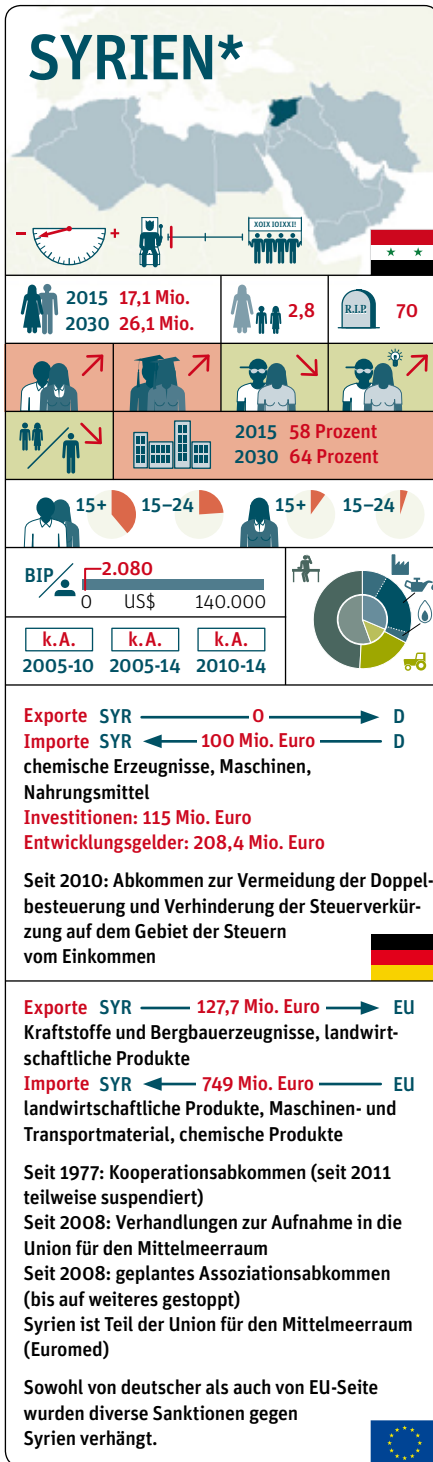 SYRIEN*
– +
XOIX IOIXXI!
2015 17,1 Mio.
2030 26,1 Mio.
2,8
R.I.P. 70
2015 58 Prozent
2030 64 Prozent
15+ 15–24 15+ 15–24
BIP/ 2.080
0 US$ 140.000
k.A. k.A. k.A.
2005-10 2005-14 2010-14
Exporte SYR 0 D
Importe SYR 100 Mio. Euro D
chemische Erzeugnisse, Maschinen,
Nahrungsmittel
Investitionen: 115 Mio. Euro
Entwicklungsgelder: 208,4 Mio. Euro
Seit 2010: Abkommen zur Vermeidung der Doppel-
besteuerung und Verhinderung der Steuerverkür-
zung auf dem Gebiet der Steuern
vom Einkommen
Exporte SYR 127,7 Mio. Euro EU
Kraftstoffe und Bergbauerzeugnisse, landwirt-
schaftliche Produkte
Importe SYR 749 Mio. Euro EU
landwirtschaftliche Produkte, Maschinen- und
Transportmaterial, chemische Produkte
Seit 1977: Kooperationsabkommen (seit 2011
teilweise suspendiert)
Seit 2008: Verhandlungen zur Aufnahme in die
Union für den Mittelmeerraum
Seit 2008: geplantes Assoziationsabkommen
(bis auf weiteres gestoppt)
Syrien ist Teil der Union für den Mittelmeerraum
(Euromed)
Sowohl von deutscher als auch von EU-Seite
wurden diverse Sanktionen gegen
Syrien verhängt.